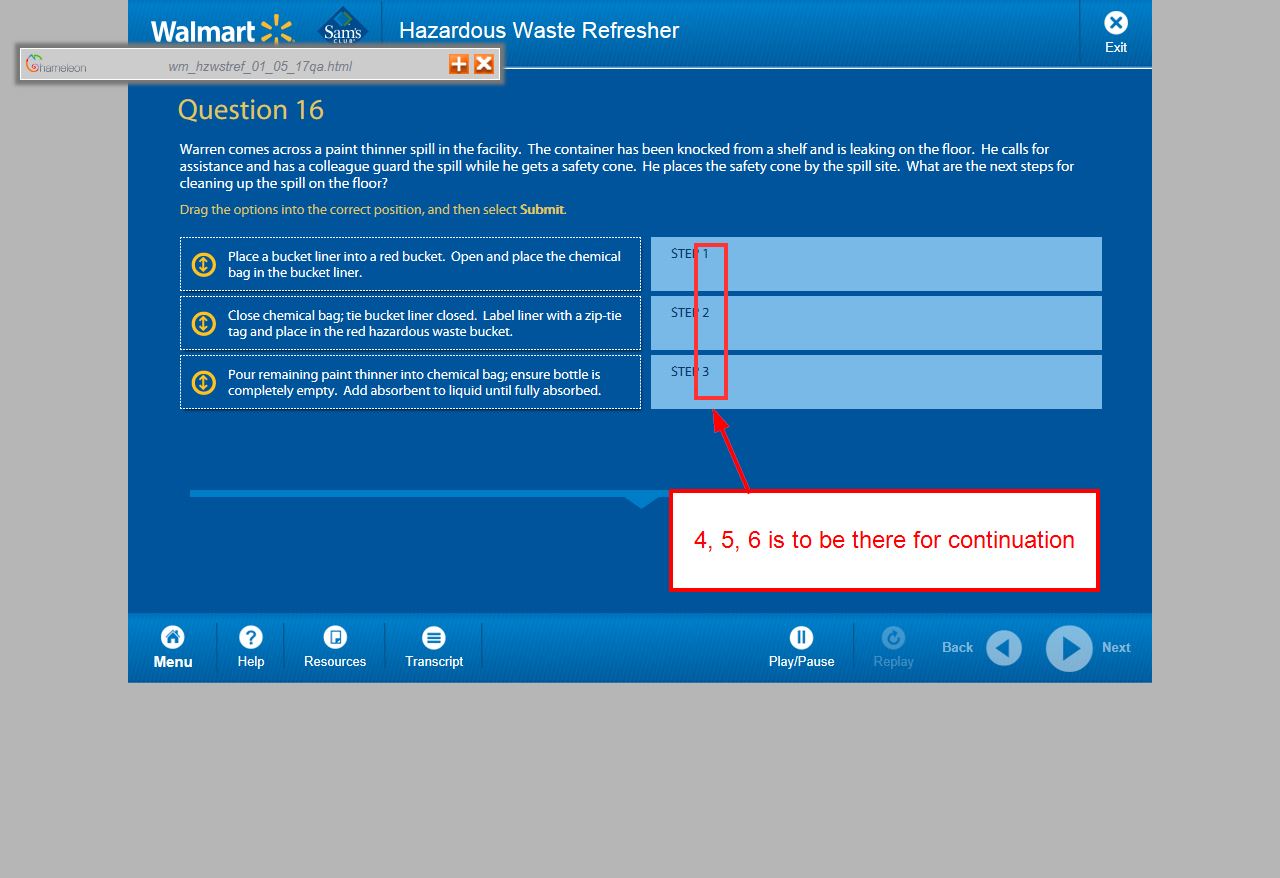 Walmart
Sam's
CLUB
Hazardous Waste Refresher
Exit
Chameleon
wm_hzwstref_01_05_17qa.html
Question 16
Warren comes across a paint thinner spill in the facility. The container has been knocked from a shelf and is leaking on the floor. He calls for
assistance and has a colleague guard the spill while he gets a safety cone. He places the safety cone by the spill site. What are the next steps for
cleaning up the spill on the floor?
Drag the options into the correct position, and then select Submit.
Place a bucket liner into a red bucket. Open and place the chemical
bag in the bucket liner.
STEP 1
Close chemical bag; tie bucket liner closed. Label liner with a zip-tie
tag and place in the red hazardous waste bucket.
STEP 2
Pour remaining paint thinner into chemical bag; ensure bottle is
completely empty. Add absorbent to liquid until fully absorbed.
STEP 3
4, 5, 6 is to be there for continuation
Menu
Help
Resources
Transcript
Play/Pause
Replay
Back
Next